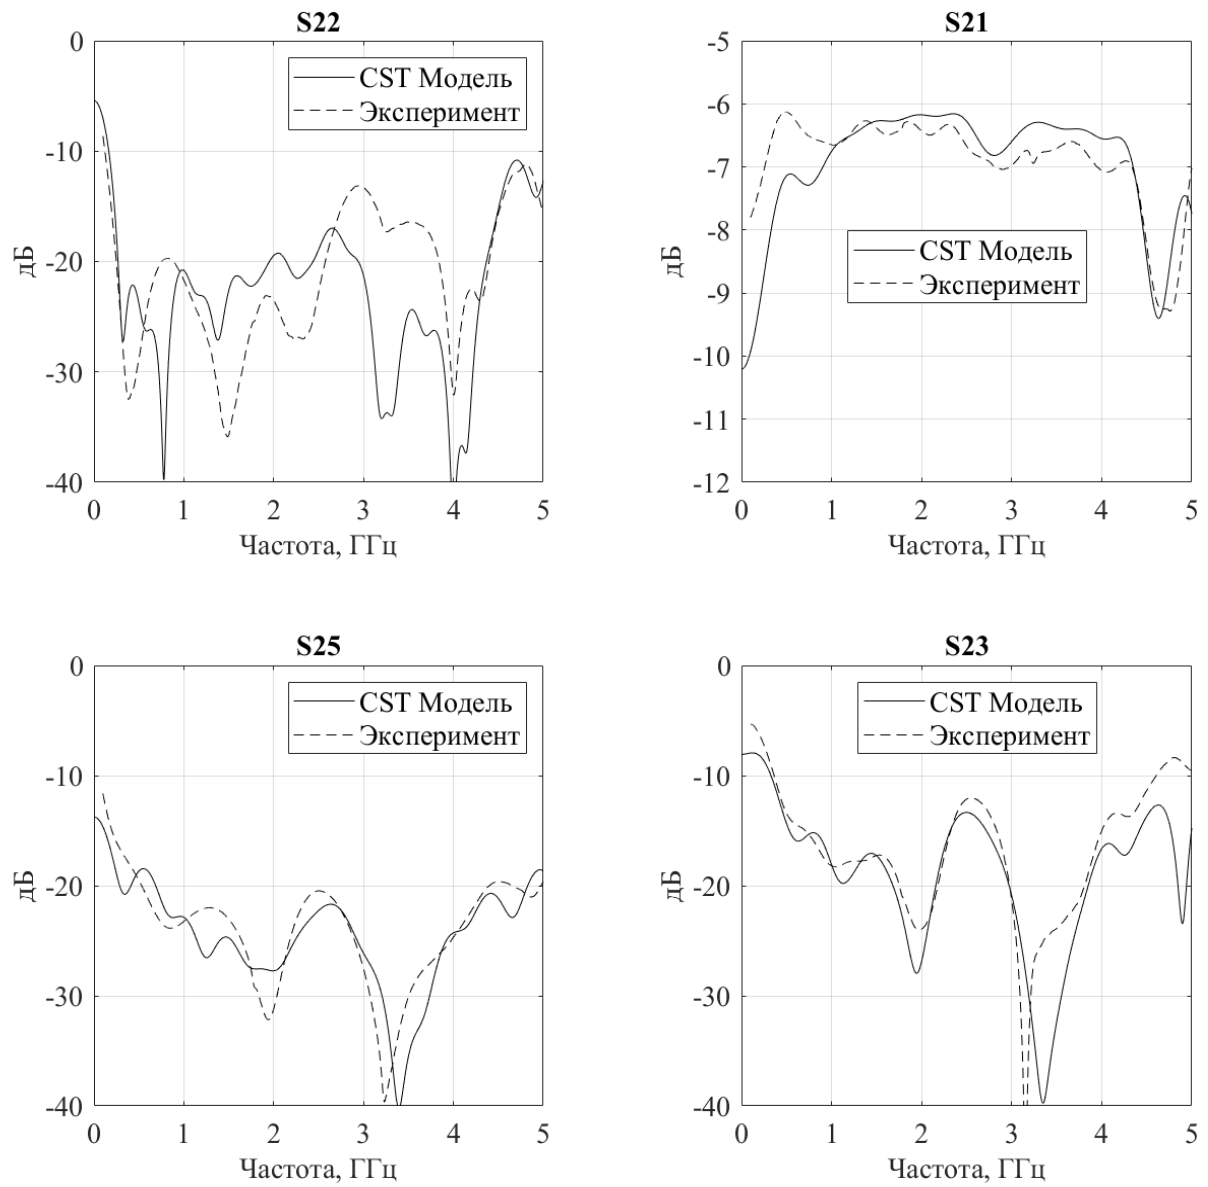 S22
0
-10
-20
-30
-40
дБ
CST Модель
Эксперимент
0 1 2 3 4 5
Частота, ГГц
S21
-5
-6
-7
-8
-9
-10
-11
-12
дБ
CST Модель
Эксперимент
0 1 2 3 4 5
Частота, ГГц
S25
0
-10
-20
-30
-40
дБ
CST Модель
Эксперимент
0 1 2 3 4 5
Частота, ГГц
S23
0
-10
-20
-30
-40
дБ
CST Модель
Эксперимент
0 1 2 3 4 5
Частота, ГГц